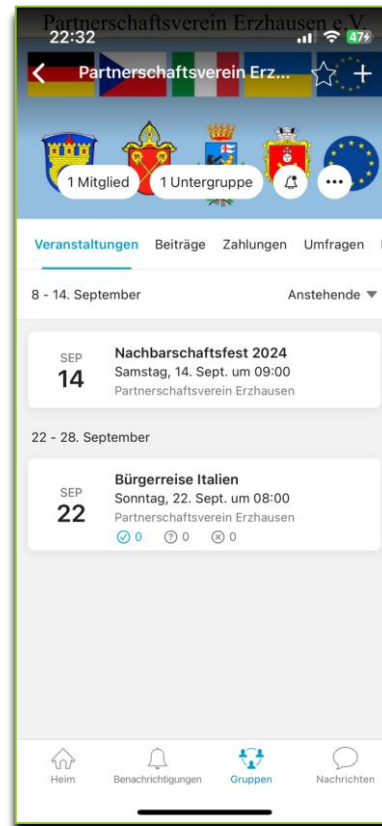 Partnerschaftsverein Erzhausen e.V.
22:32
47
Partnerschaftsverein Erz...
1 Mitglied
1 Untergruppe
Veranstaltungen Beiträge Zahlungen Umfragen
8 - 14. September
Anstehende
SEP
14
Nachbarschaftsfest 2024
Samstag, 14. Sept. um 09:00
Partnerschaftsverein Erzhausen
22 - 28. September
SEP
22
Bürgerreise Italien
Sonntag, 22. Sept. um 08:00
Partnerschaftsverein Erzhausen
0 ? 0 0
Heim Benachrichtigungen Gruppen Nachrichten